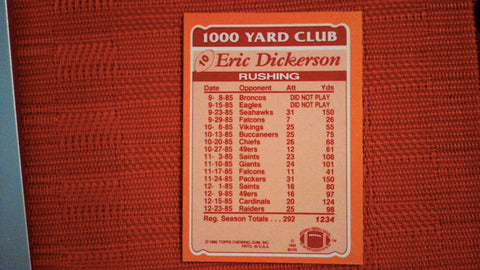 1000 YARD CLUB
10 Eric Dickerson
RUSHING
Date Opponent Att Yds
9- 8-85 Broncos DID NOT PLAY
9-15-85 Eagles DID NOT PLAY
9-23-85 Seahawks 31 150
9-29-85 Falcons 7 26
10- 6-85 Vikings 25 55
10-13-85 Buccaneers 25 75
10-20-85 Chiefs 26 68
10-27-85 49ers 12 61
11- 3-85 Saints 23 108
11-10-85 Giants 24 101
11-17-85 Falcons 11 41
11-24-85 Packers 31 150
12- 1-85 Saints 16 80
12- 9-85 49ers 16 97
12-15-85 Cardinals 20 124
12-23-85 Raiders 25 98
Reg. Season Totals . . . 292 1234
TOPPS CHEWING GUM, INC.
PRTD. IN U.S.A.